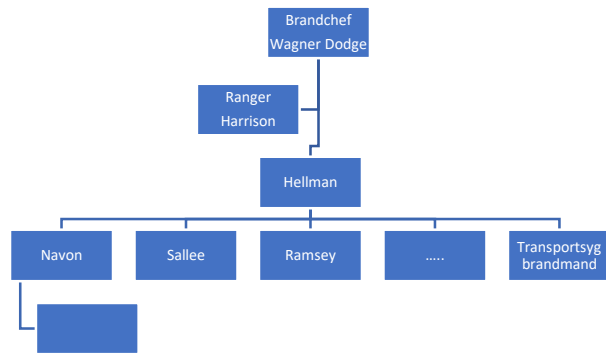 Brandchef
Wagner Dodge
Ranger
Harrison
Hellman
Navon
Sallee
Ramsey
…..
Transportsyg
brandmand